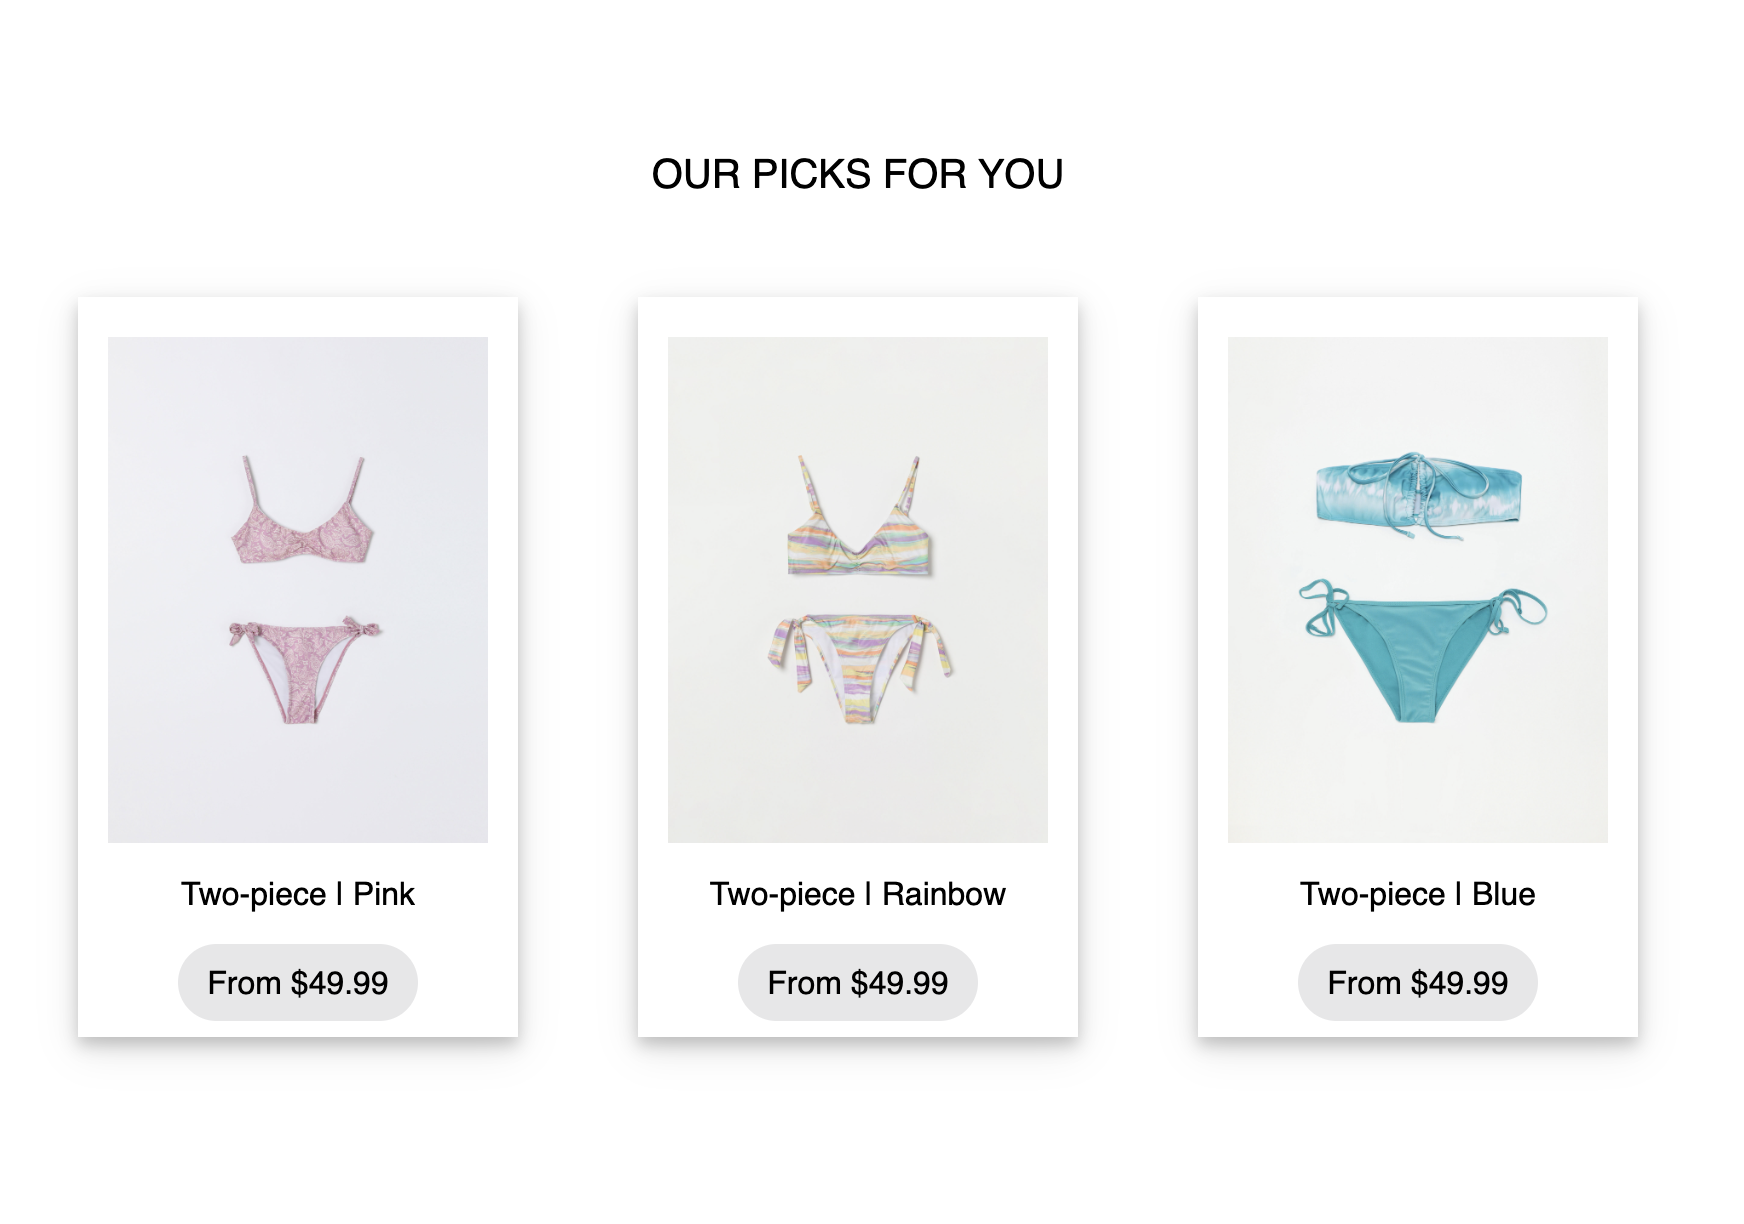 OUR PICKS FOR YOU
Two-piece | Pink
Two-piece | Rainbow
Two-piece | Blue
From $49.99
From $49.99
From $49.99